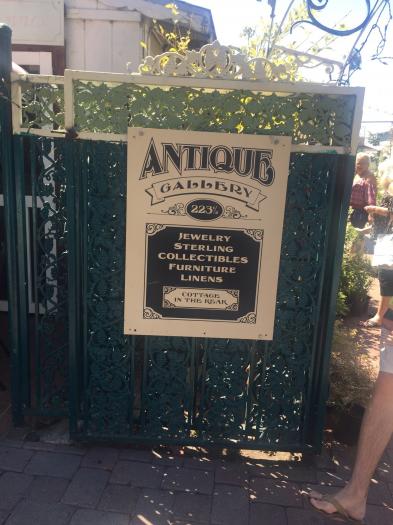 ANTIQUE
GALLERY
223½
JEWELRY
STERLING
COLLECTIBLES
FURNITURE
LINENS
COTTAGE
IN THE REAR